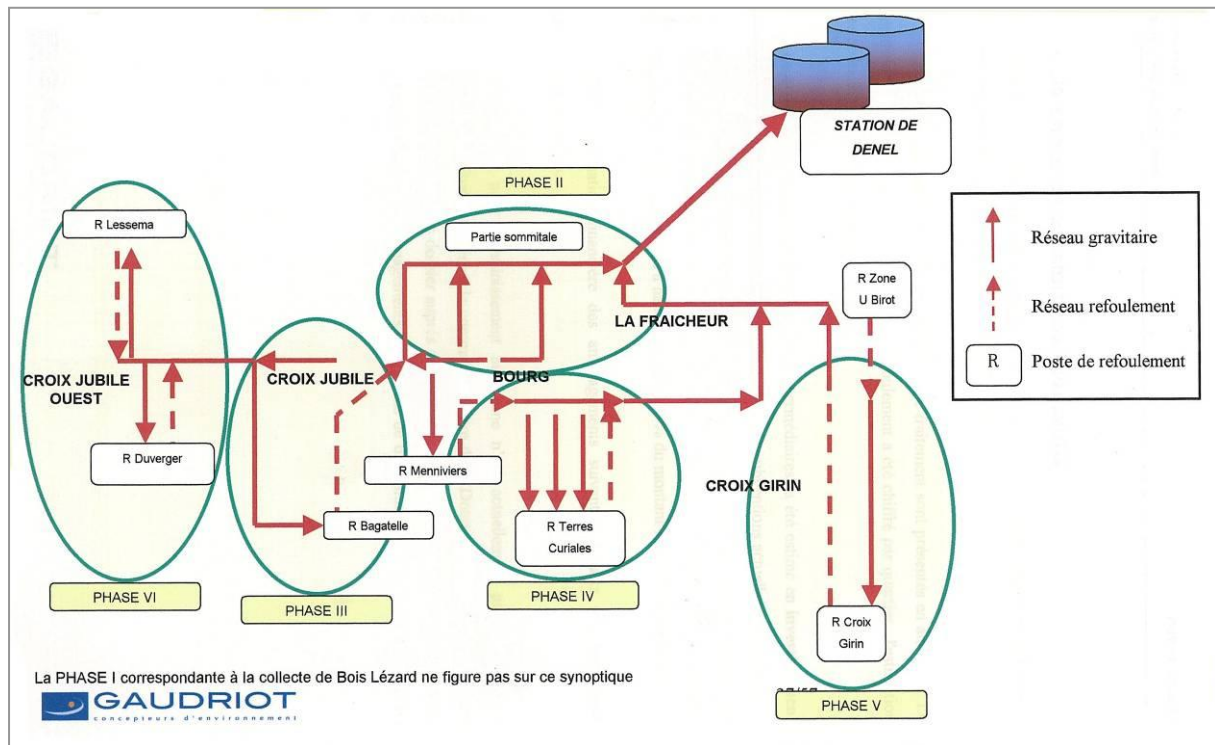 STATION DE
DENEL
PHASE II
R Lessema
Partie sommitale
Réseau gravitaire
R Zone
U Birot
Réseau refoulement
LA FRAICHEUR
R Poste de refoulement
CROIX JUBILE
OUEST
CROIX JUBILE
BOURG
R Duverger
R Menniviers
CROIX GIRIN
R Bagatelle
R Terres
Curiales
PHASE VI
PHASE III
PHASE IV
R Croix
Girin
La PHASE I correspondante à la collecte de Bois Lézard ne figure pas sur ce synoptique
GAUDRIOT
concepteurs d'environnement
PHASE V